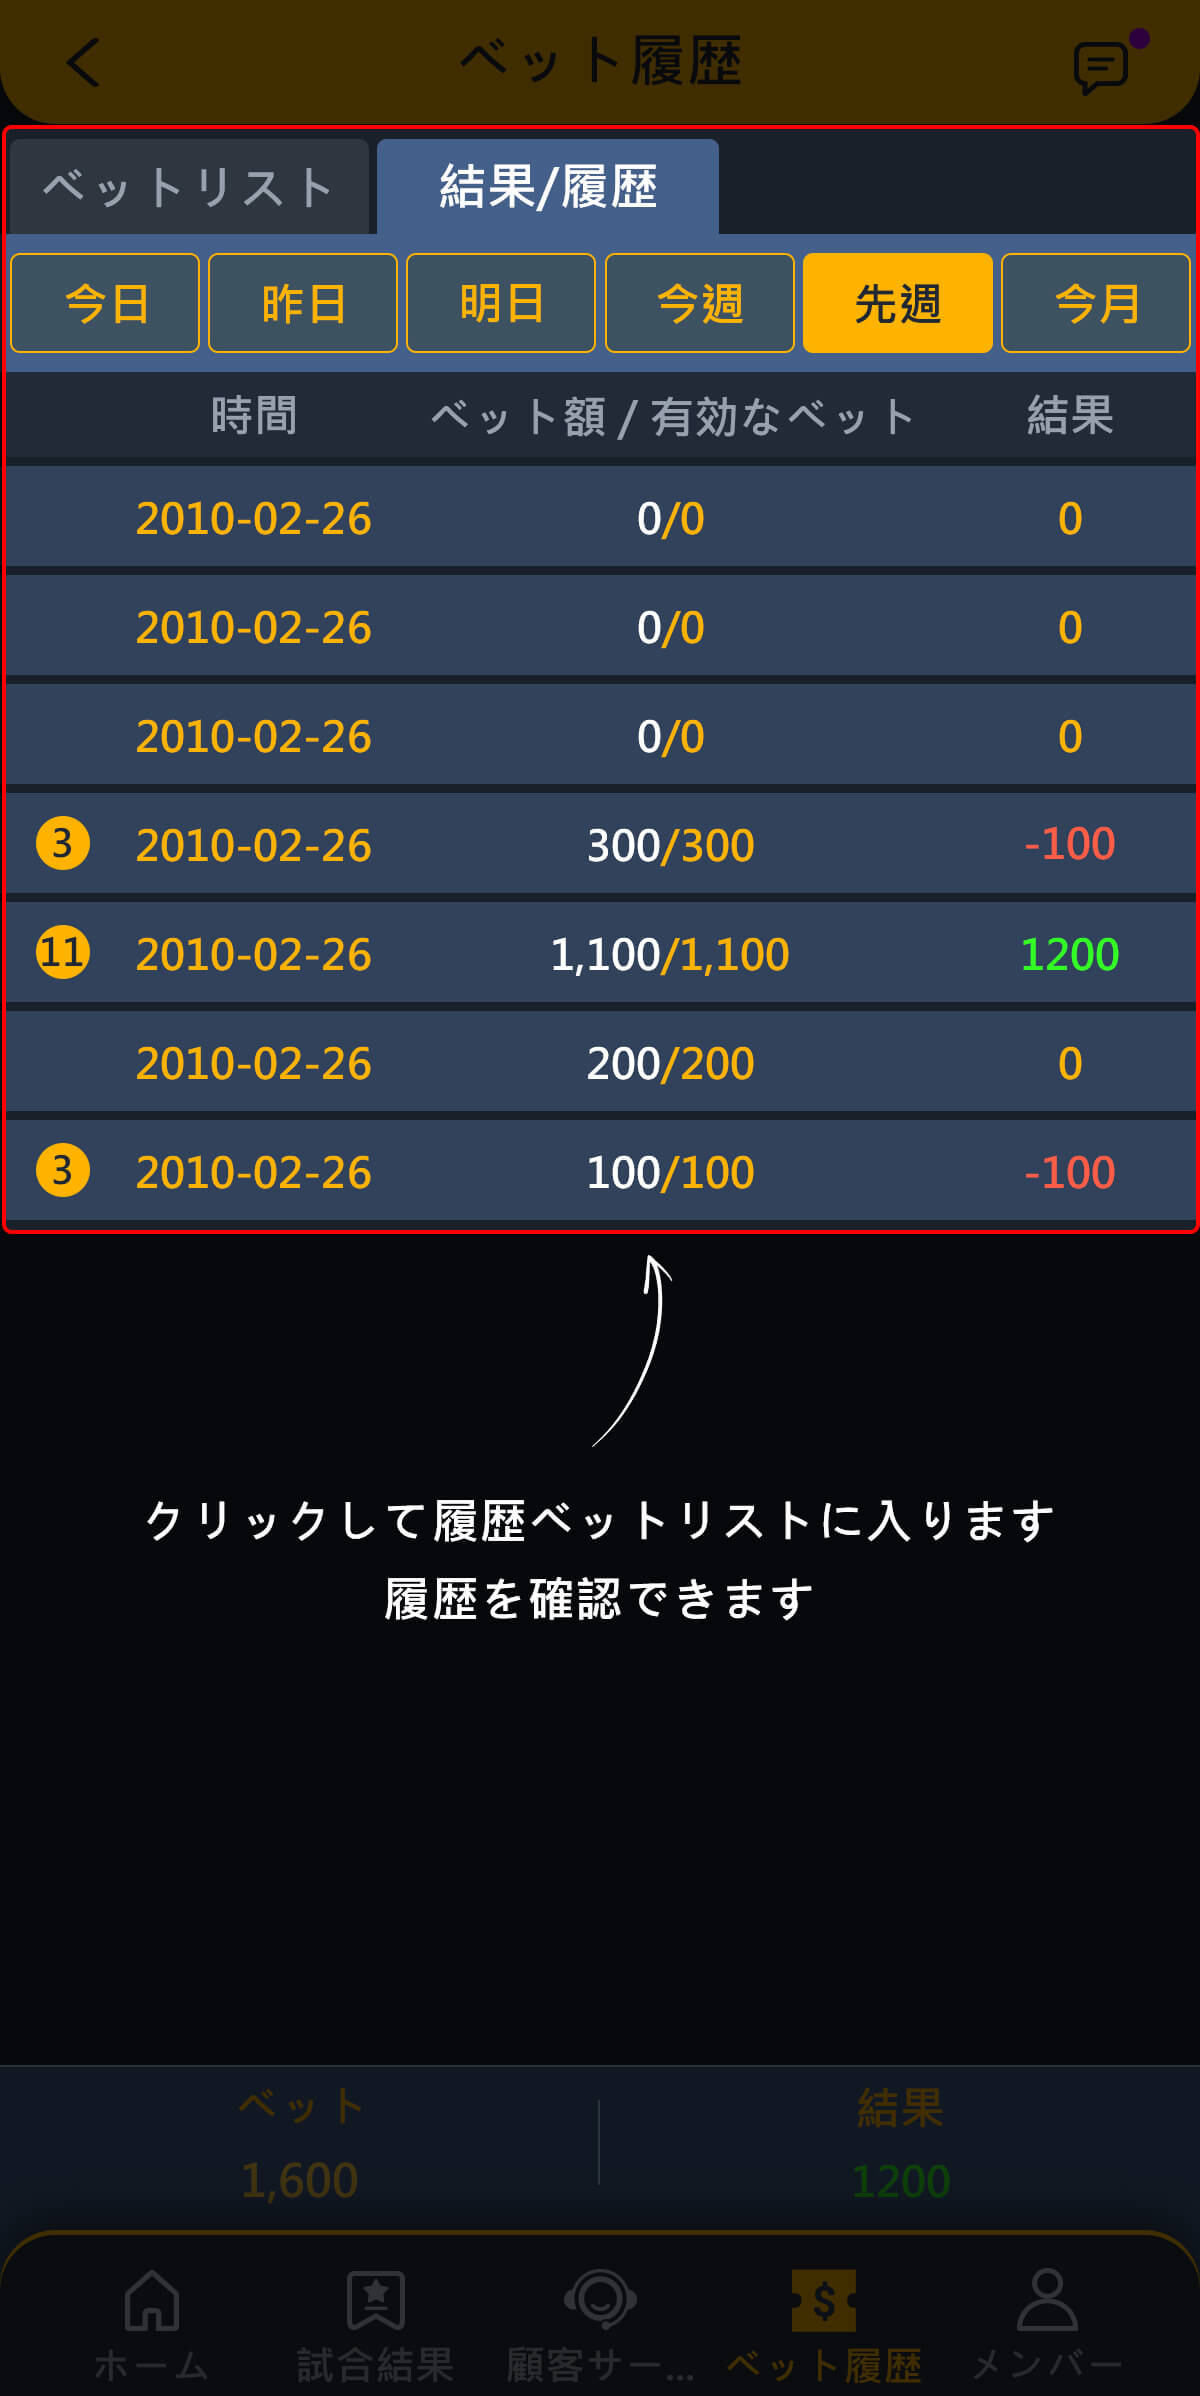 ベット履歴
ベットリスト 結果/履歴
今日 昨日 明日 今週 先週 今月
時間 ベット額 / 有効なベット 結果
2010-02-26 0/0 0
2010-02-26 0/0 0
2010-02-26 0/0 0
3 2010-02-26 300/300 -100
11 2010-02-26 1,100/1,100 1200
2010-02-26 200/200 0
3 2010-02-26 100/100 -100
クリックして履歴ベットリストに入ります
履歴を確認できます
ベット 結果
1,600 1200
ホーム 試合結果 顧客サー... ベット履歴 メンバー